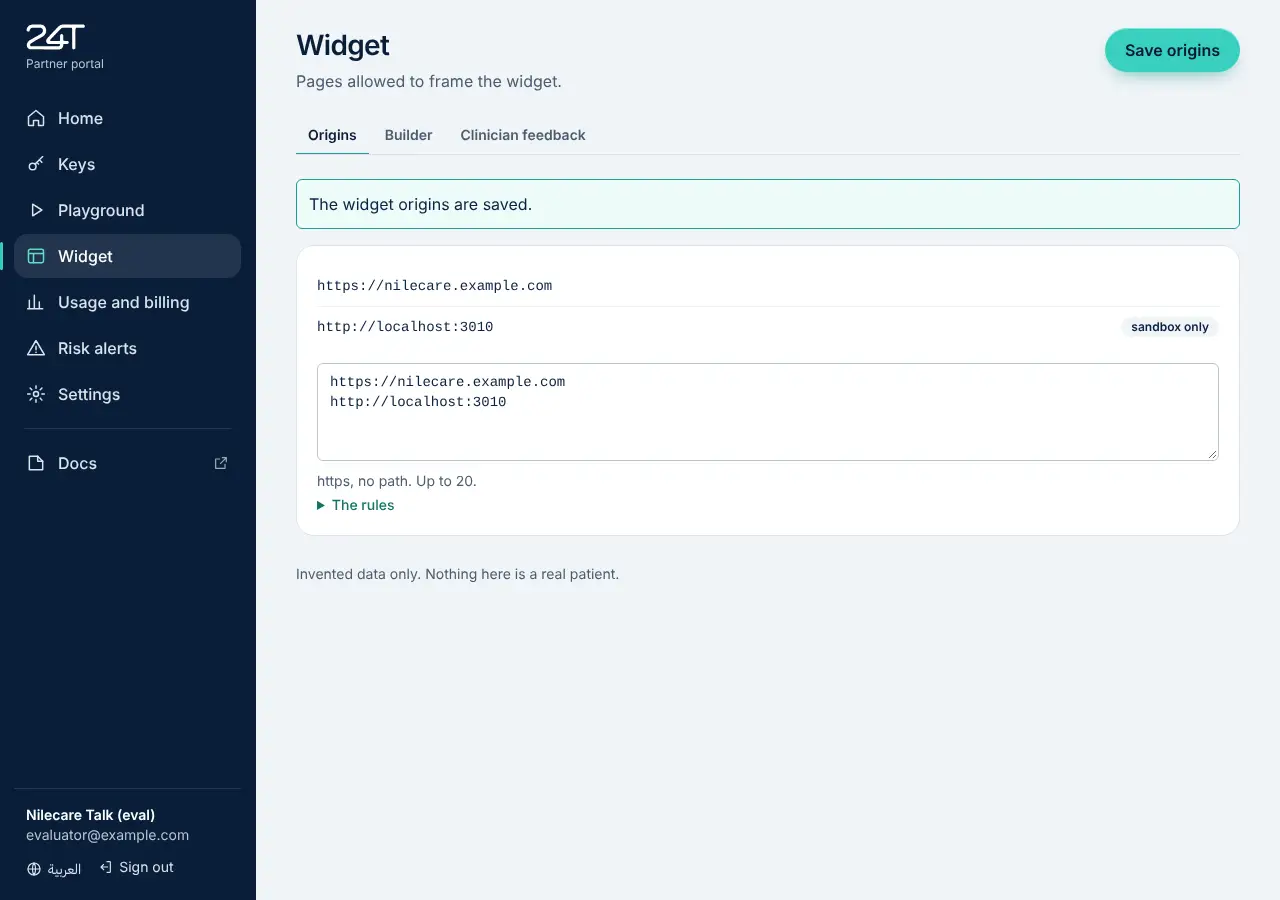 24T
Partner portal
Home
Keys
Playground
Widget
Usage and billing
Risk alerts
Settings
Docs
Nilecare Talk (eval)
evaluator@example.com
العربية
Sign out
Widget
Pages allowed to frame the widget.
Save origins
Origins
Builder
Clinician feedback
The widget origins are saved.
https://nilecare.example.com
http://localhost:3010
sandbox only
https://nilecare.example.com
http://localhost:3010
https, no path. Up to 20.
The rules
Invented data only. Nothing here is a real patient.